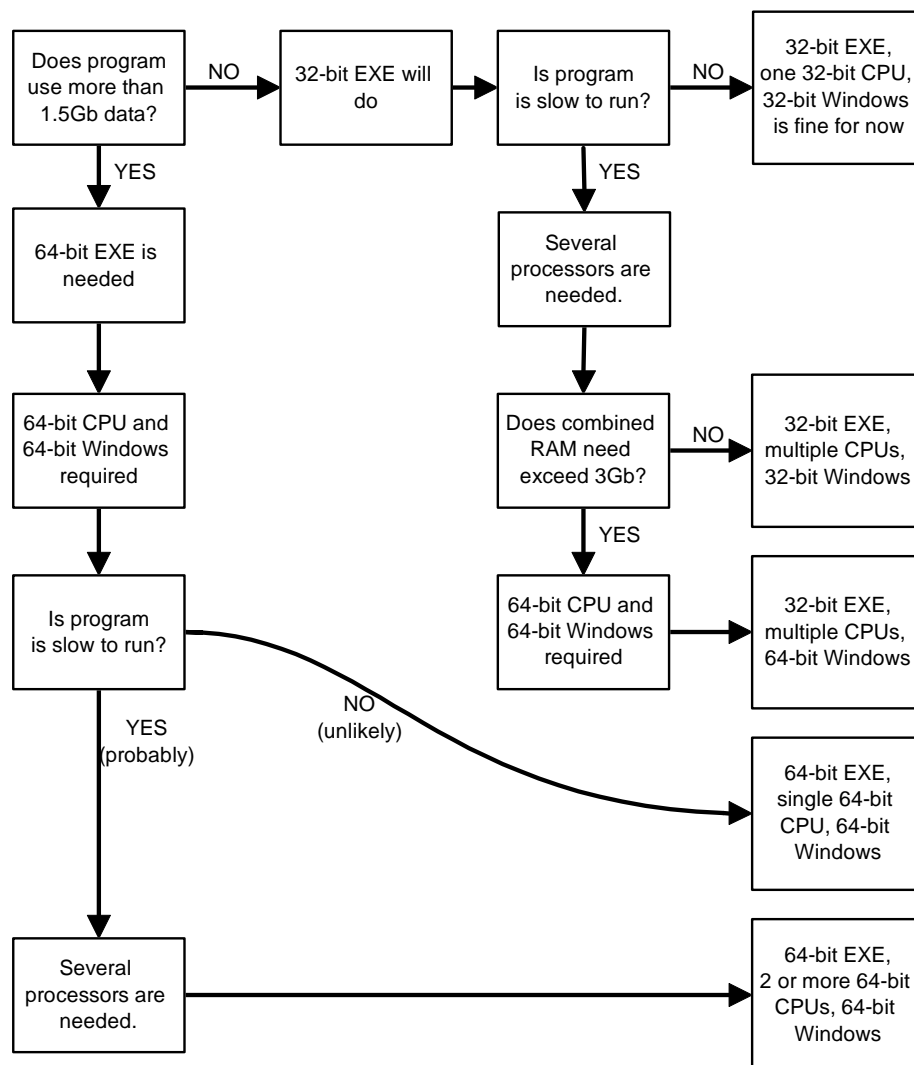 Does program
use more than
1.5Gb data?
NO
32-bit EXE will
do
Is program
is slow to run?
NO
32-bit EXE,
one 32-bit CPU,
32-bit Windows
is fine for now
YES
YES
64-bit EXE is
needed
Several
processors are
needed.
64-bit CPU and
64-bit Windows
required
Does combined
RAM need
exceed 3Gb?
NO
32-bit EXE,
multiple CPUs,
32-bit Windows
YES
Is program
is slow to run?
64-bit CPU and
64-bit Windows
required
32-bit EXE,
multiple CPUs,
64-bit Windows
NO
(unlikely)
YES
(probably)
64-bit EXE,
single 64-bit
CPU, 64-bit
Windows
Several
processors are
needed.
64-bit EXE,
2 or more 64-bit
CPUs, 64-bit
Windows